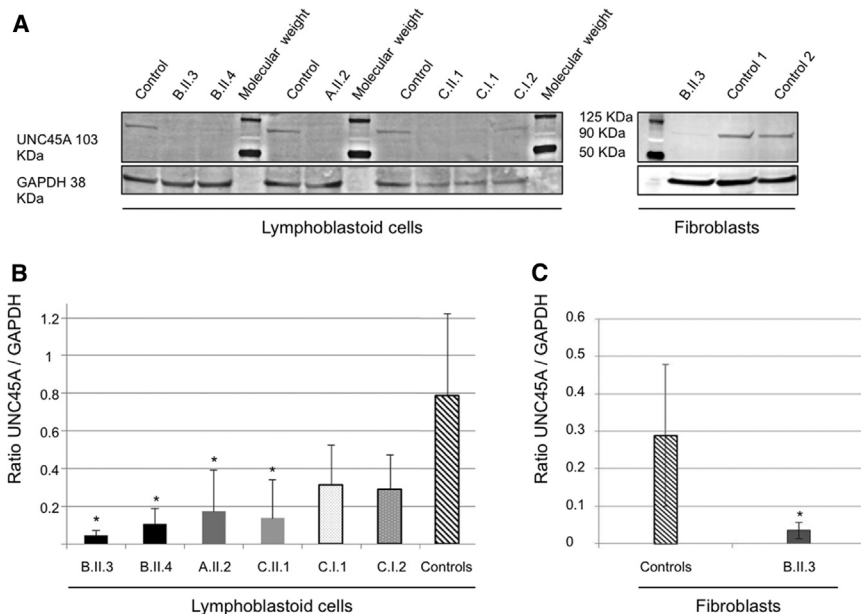 A
Control
B.II.3
B.II.4
Molecular weight
Control
A.II.2
Molecular weight
Control
C.II.1
C.I.1
C.I.2
Molecular weight
B.II.3
Control 1
Control 2
UNC45A 103
KDa
125 KDa
90 KDa
50 KDa
GAPDH 38
KDa
Lymphoblastoid cells
Fibroblasts
B
Ratio UNC45A / GAPDH
1.2
1
0.8
0.6
0.4
0.2
* * * *
B.II.3 B.II.4 A.II.2 C.II.1 C.I.1 C.I.2 Controls
Lymphoblastoid cells
C
Ratio UNC45A / GAPDH
0.6
0.5
0.4
0.3
0.2
0.1
0
*
Controls B.II.3
Fibroblasts